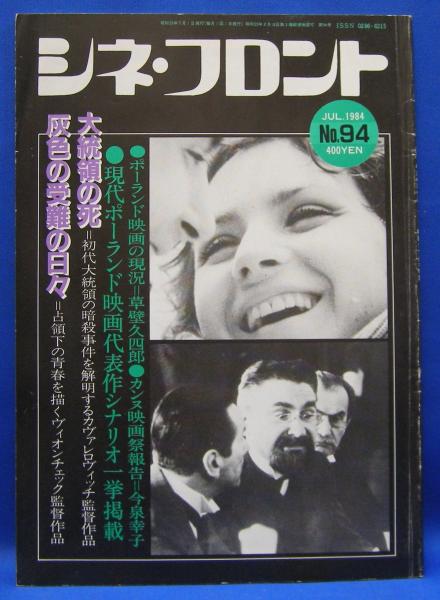 ISSN 0286-0215
シネ・フロント
JUL.1984
No.94
400YEN
●ポーランド映画の現況=草壁久四郎●カンヌ映画祭報告=今泉幸子
●現代ポーランド映画代表作シナリオ一挙掲載
大統領の死=初代大統領の暗殺事件を解明するカヴァレロヴィッチ監督作品
灰色の受難の日々=占領下の青春を描くヴィオンチェック監督作品